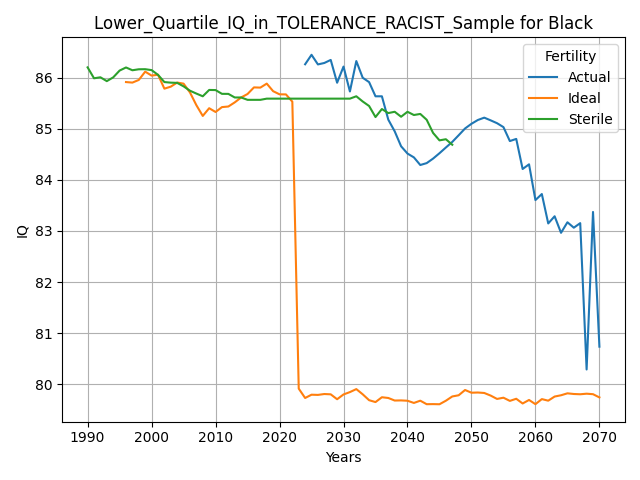 Lower_Quartile_IQ_in_TOLERANCE_RACIST_Sample for Black
Fertility
Actual
Ideal
Sterile
IQ
86
85
84
83
82
81
80
1990 2000 2010 2020 2030 2040 2050 2060 2070
Years